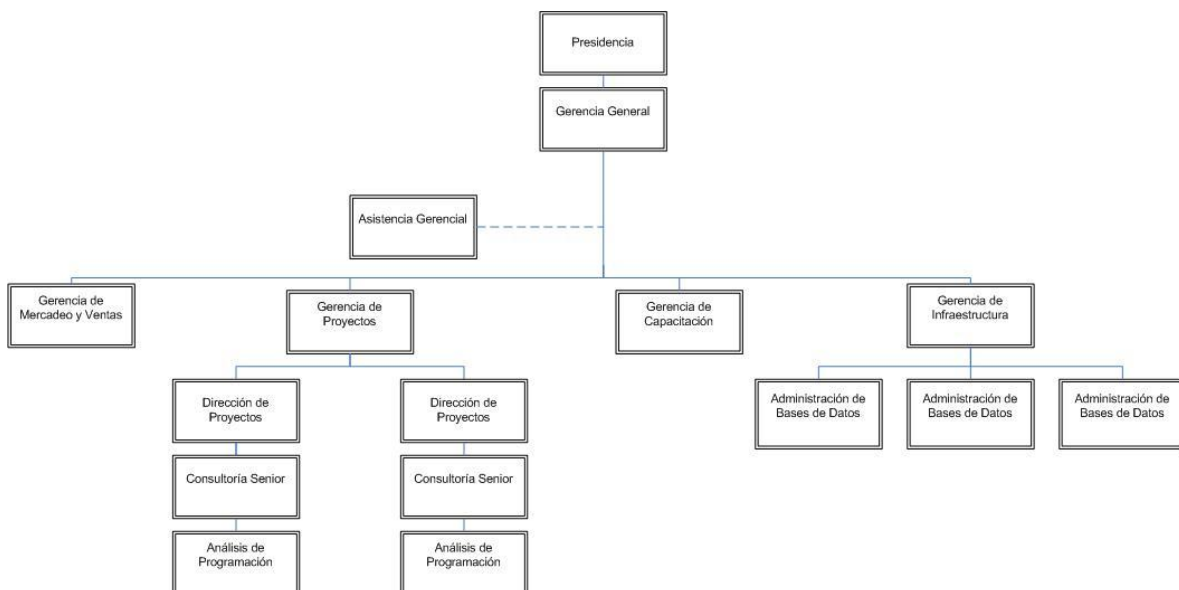 Presidencia
Gerencia General
Asistencia Gerencial
Gerencia de
Mercadeo y Ventas
Gerencia de
Proyectos
Gerencia de
Capacitación
Gerencia de
Infraestructura
Dirección de
Proyectos
Dirección de
Proyectos
Administración de
Bases de Datos
Administración de
Bases de Datos
Administración de
Bases de Datos
Consultoría Senior
Consultoría Senior
Análisis de
Programación
Análisis de
Programación